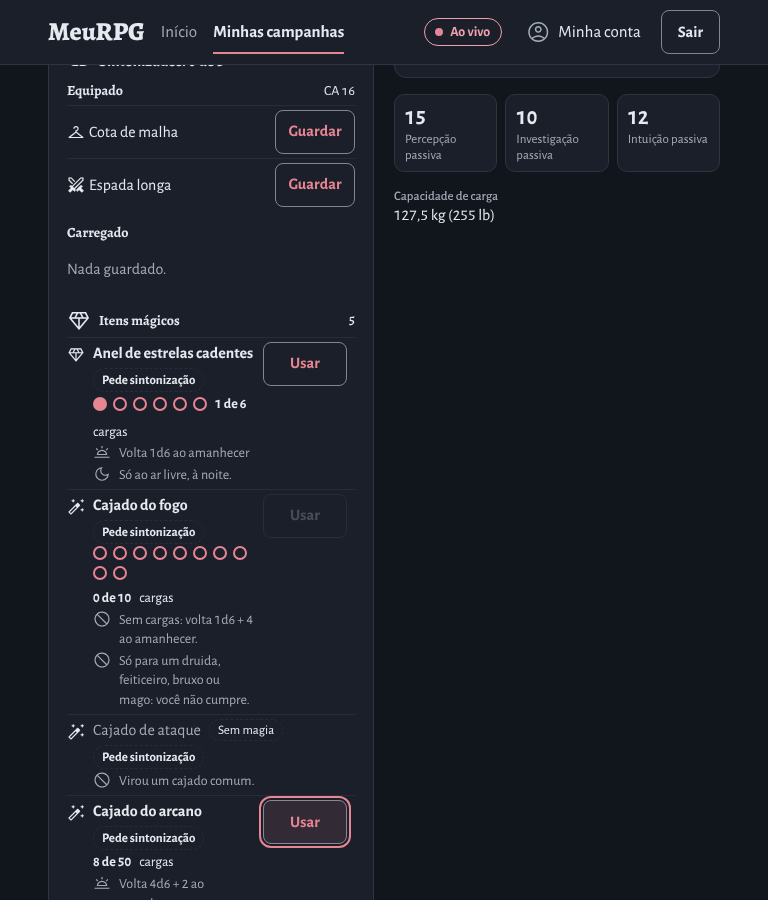 MeuRPG
Início
Minhas campanhas
Ao vivo
Minha conta
Sair
Equipado
CA 16
Cota de malha
Guardar
Espada longa
Guardar
Carregado
Nada guardado.
Itens mágicos
5
Anel de estrelas cadentes
Usar
Pede sintonização
1 de 6
cargas
Volta 1d6 ao amanhecer
Só ao ar livre, à noite.
Cajado do fogo
Usar
Pede sintonização
0 de 10 cargas
Sem cargas: volta 1d6 + 4
ao amanhecer.
Só para um druida,
feiticeiro, bruxo ou
mago: você não cumpre.
Cajado de ataque
Sem magia
Pede sintonização
Virou um cajado comum.
Cajado do arcano
Usar
Pede sintonização
8 de 50 cargas
Volta 4d6 + 2 ao
15
Percepção
passiva
10
Investigação
passiva
12
Intuição passiva
Capacidade de carga
127,5 kg (255 lb)